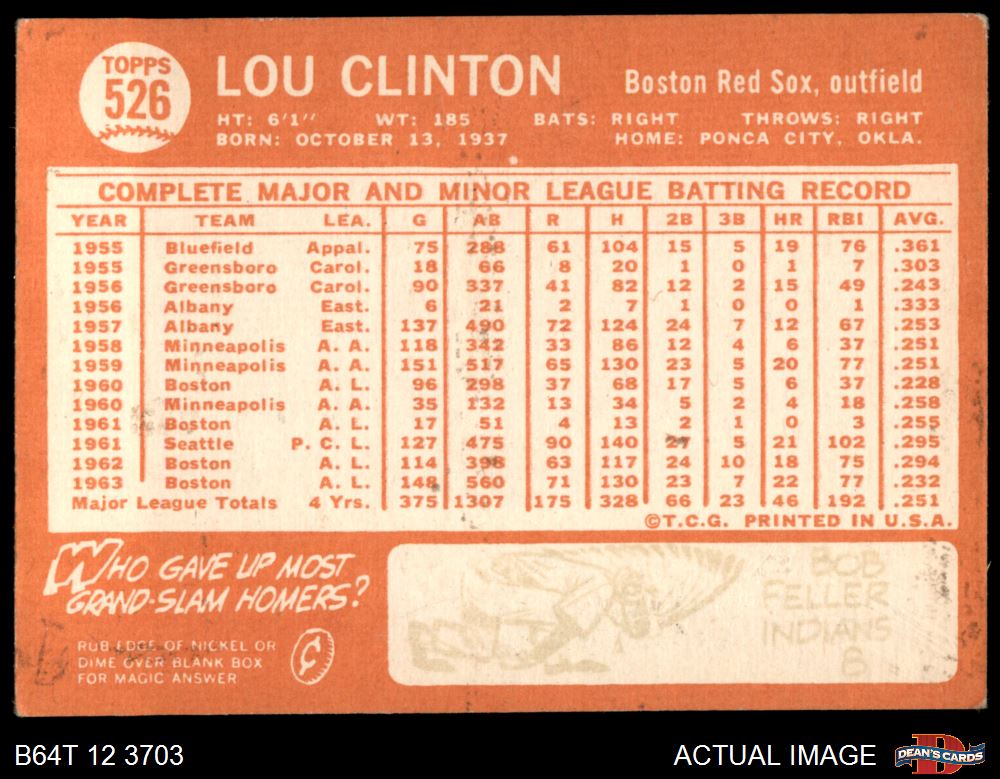 TOPPS
526
LOU CLINTON
Boston Red Sox, outfield
HT: 6'1" WT: 185 BATS: RIGHT THROWS: RIGHT
BORN: OCTOBER 13, 1937 HOME: PONCA CITY, OKLA.
COMPLETE MAJOR AND MINOR LEAGUE BATTING RECORD
YEAR TEAM LEA. G AB R H 2B 3B HR RBI AVG.
1955 Bluefield Appal. 75 288 61 104 15 5 19 76 .361
1955 Greensboro Carol. 18 66 8 20 1 0 1 7 .303
1956 Greensboro Carol. 90 337 41 82 12 2 15 49 .243
1956 Albany East. 6 21 2 7 1 0 0 1 .333
1957 Albany East. 137 490 72 124 24 7 12 67 .253
1958 Minneapolis A. A. 118 342 33 86 12 4 6 37 .251
1959 Minneapolis A. A. 151 517 65 130 23 5 20 77 .251
1960 Boston A. L. 96 298 37 68 17 5 6 37 .228
1960 Minneapolis A. A. 35 132 13 34 5 2 4 18 .258
1961 Boston A. L. 17 51 4 13 2 1 0 3 .255
1961 Seattle P. C. L. 127 475 90 140 27 5 21 102 .295
1962 Boston A. L. 114 398 63 117 24 10 18 75 .294
1963 Boston A. L. 148 560 71 130 23 7 22 77 .232
Major League Totals 4 Yrs. 375 1307 175 328 66 23 46 192 .251
©T.C.G. PRINTED IN U.S.A.
WHO GAVE UP MOST
GRAND-SLAM HOMERS?
RUB EDGE OF NICKEL OR
DIME OVER BLANK BOX
FOR MAGIC ANSWER
¢
BOB
FELLER
INDIANS
8
B64T 12 3703
ACTUAL IMAGE
D
DEAN'S CARDS